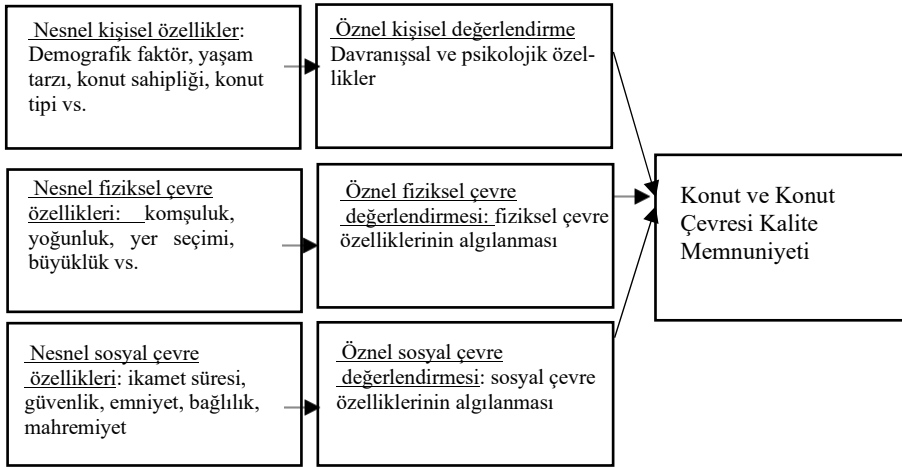 Nesnel kişisel özellikler:
Demografik faktör, yaşam
tarzı, konut sahipliği, konut
tipi vs.
Öznel kişisel değerlendirme
Davranışsal ve psikolojik özel-
likler
Nesnel fiziksel çevre
özellikleri: komşuluk,
yoğunluk, yer seçimi,
büyüklük vs.
Öznel fiziksel çevre
değerlendirmesi: fiziksel çevre
özelliklerinin algılanması
Nesnel sosyal çevre
özellikleri: ikamet süresi,
güvenlik, emniyet, bağlılık,
mahremiyet
Öznel sosyal çevre
değerlendirmesi: sosyal çevre
özelliklerinin algılanması
Konut ve Konut
Çevresi Kalite
Memnuniyeti